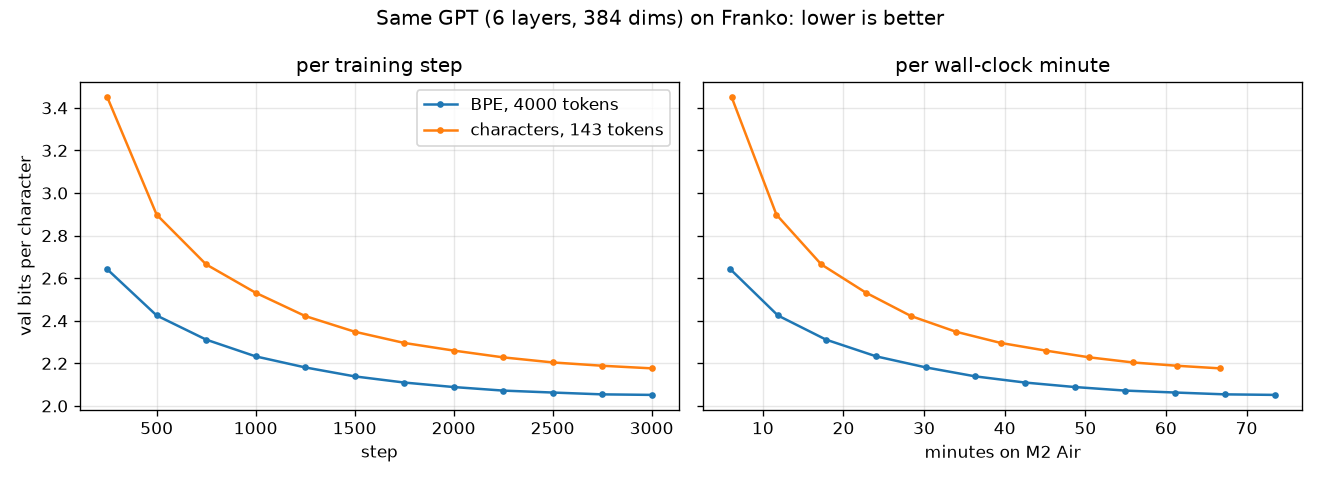 Same GPT (6 layers, 384 dims) on Franko: lower is better
per training step
per wall-clock minute
BPE, 4000 tokens
characters, 143 tokens
val bits per character
3.4
3.2
3.0
2.8
2.6
2.4
2.2
2.0
500 1000 1500 2000 2500 3000
10 20 30 40 50 60 70
step
minutes on M2 Air